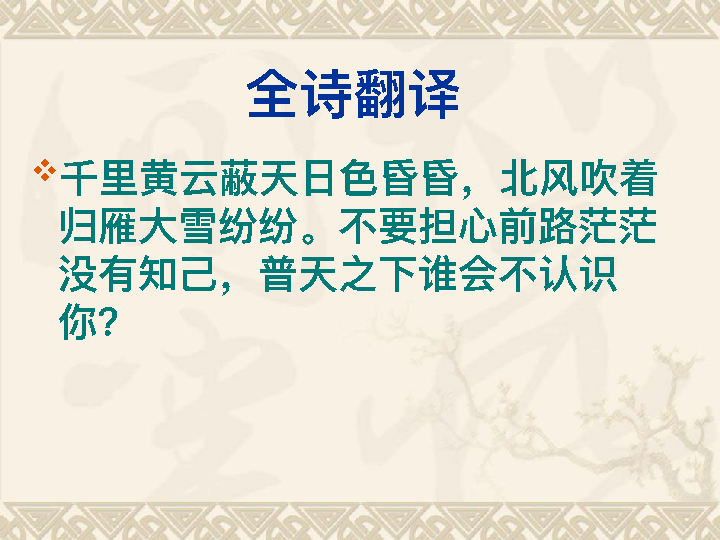 全诗翻译
千里黄云蔽天日色昏昏，北风吹着
归雁大雪纷纷。不要担心前路茫茫
没有知己，普天之下谁会不认识
你？